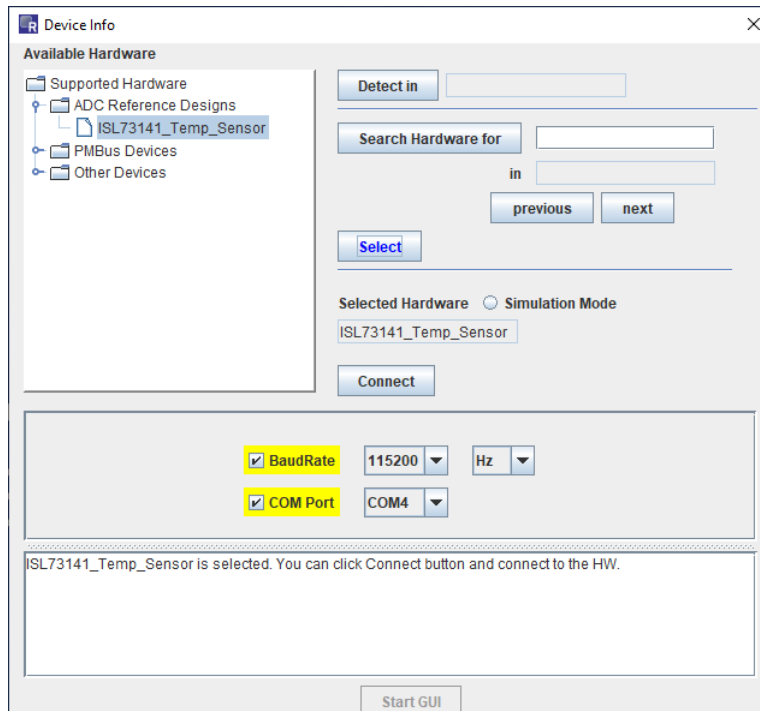 Device Info
Available Hardware
Supported Hardware
ADC Reference Designs
ISL73141_Temp_Sensor
PMBus Devices
Other Devices
Detect in
Search Hardware for
in
previous next
Select
Selected Hardware Simulation Mode
ISL73141_Temp_Sensor
Connect
BaudRate 115200 Hz
COM Port COM4
ISL73141_Temp_Sensor is selected. You can click Connect button and connect to the HW.
Start GUI